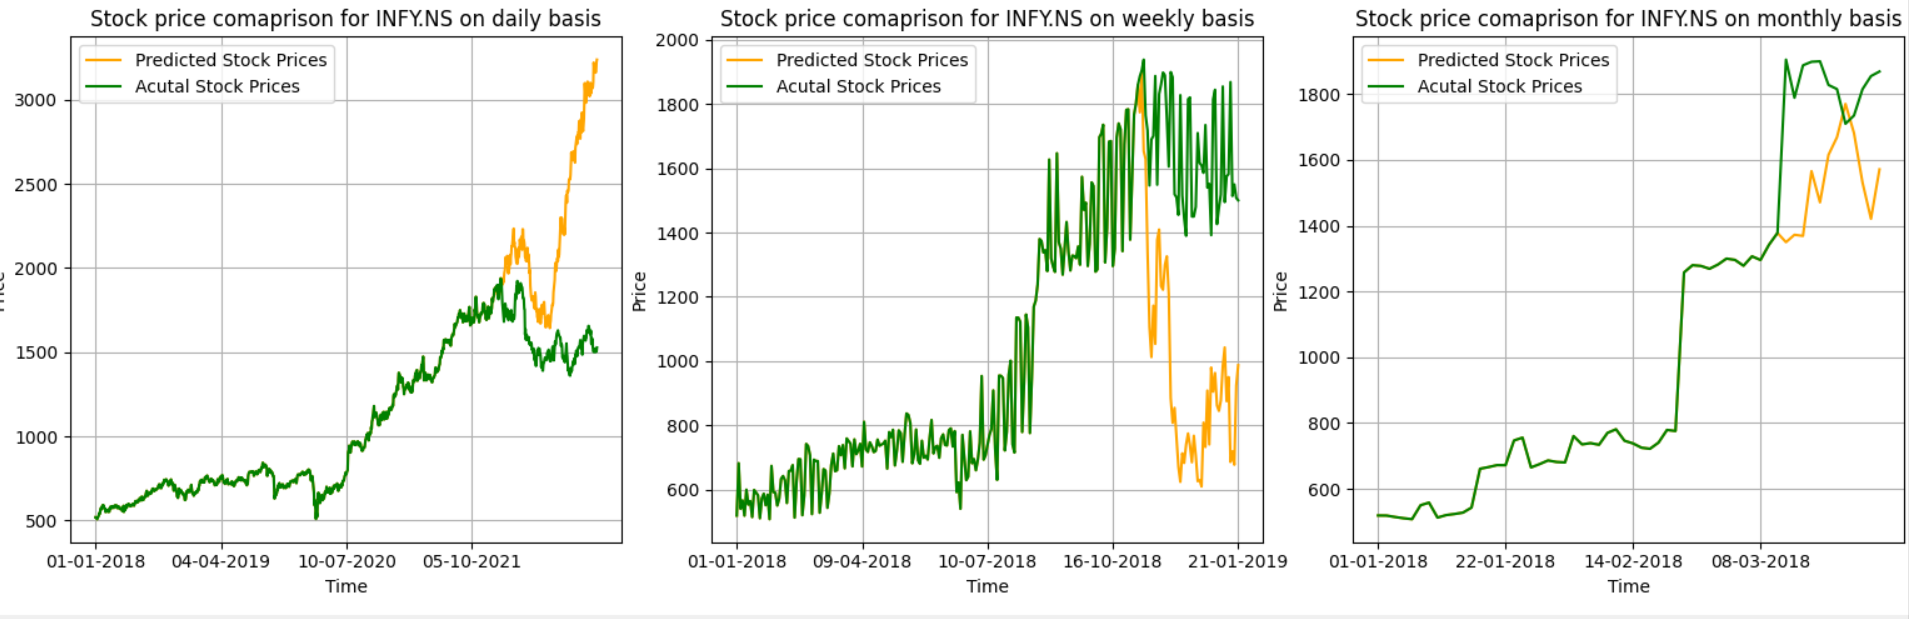 Stock price comaprison for INFY.NS on daily basis
Predicted Stock Prices
Acutal Stock Prices
3000
2500
2000
1500
1000
500
01-01-2018 04-04-2019 10-07-2020 05-10-2021
Time
Stock price comaprison for INFY.NS on weekly basis
Predicted Stock Prices
Acutal Stock Prices
Price
2000
1800
1600
1400
1200
1000
800
600
01-01-2018 09-04-2018 10-07-2018 16-10-2018 21-01-2019
Time
Stock price comaprison for INFY.NS on monthly basis
Predicted Stock Prices
Acutal Stock Prices
Price
1800
1600
1400
1200
1000
800
600
01-01-2018 22-01-2018 14-02-2018 08-03-2018
Time